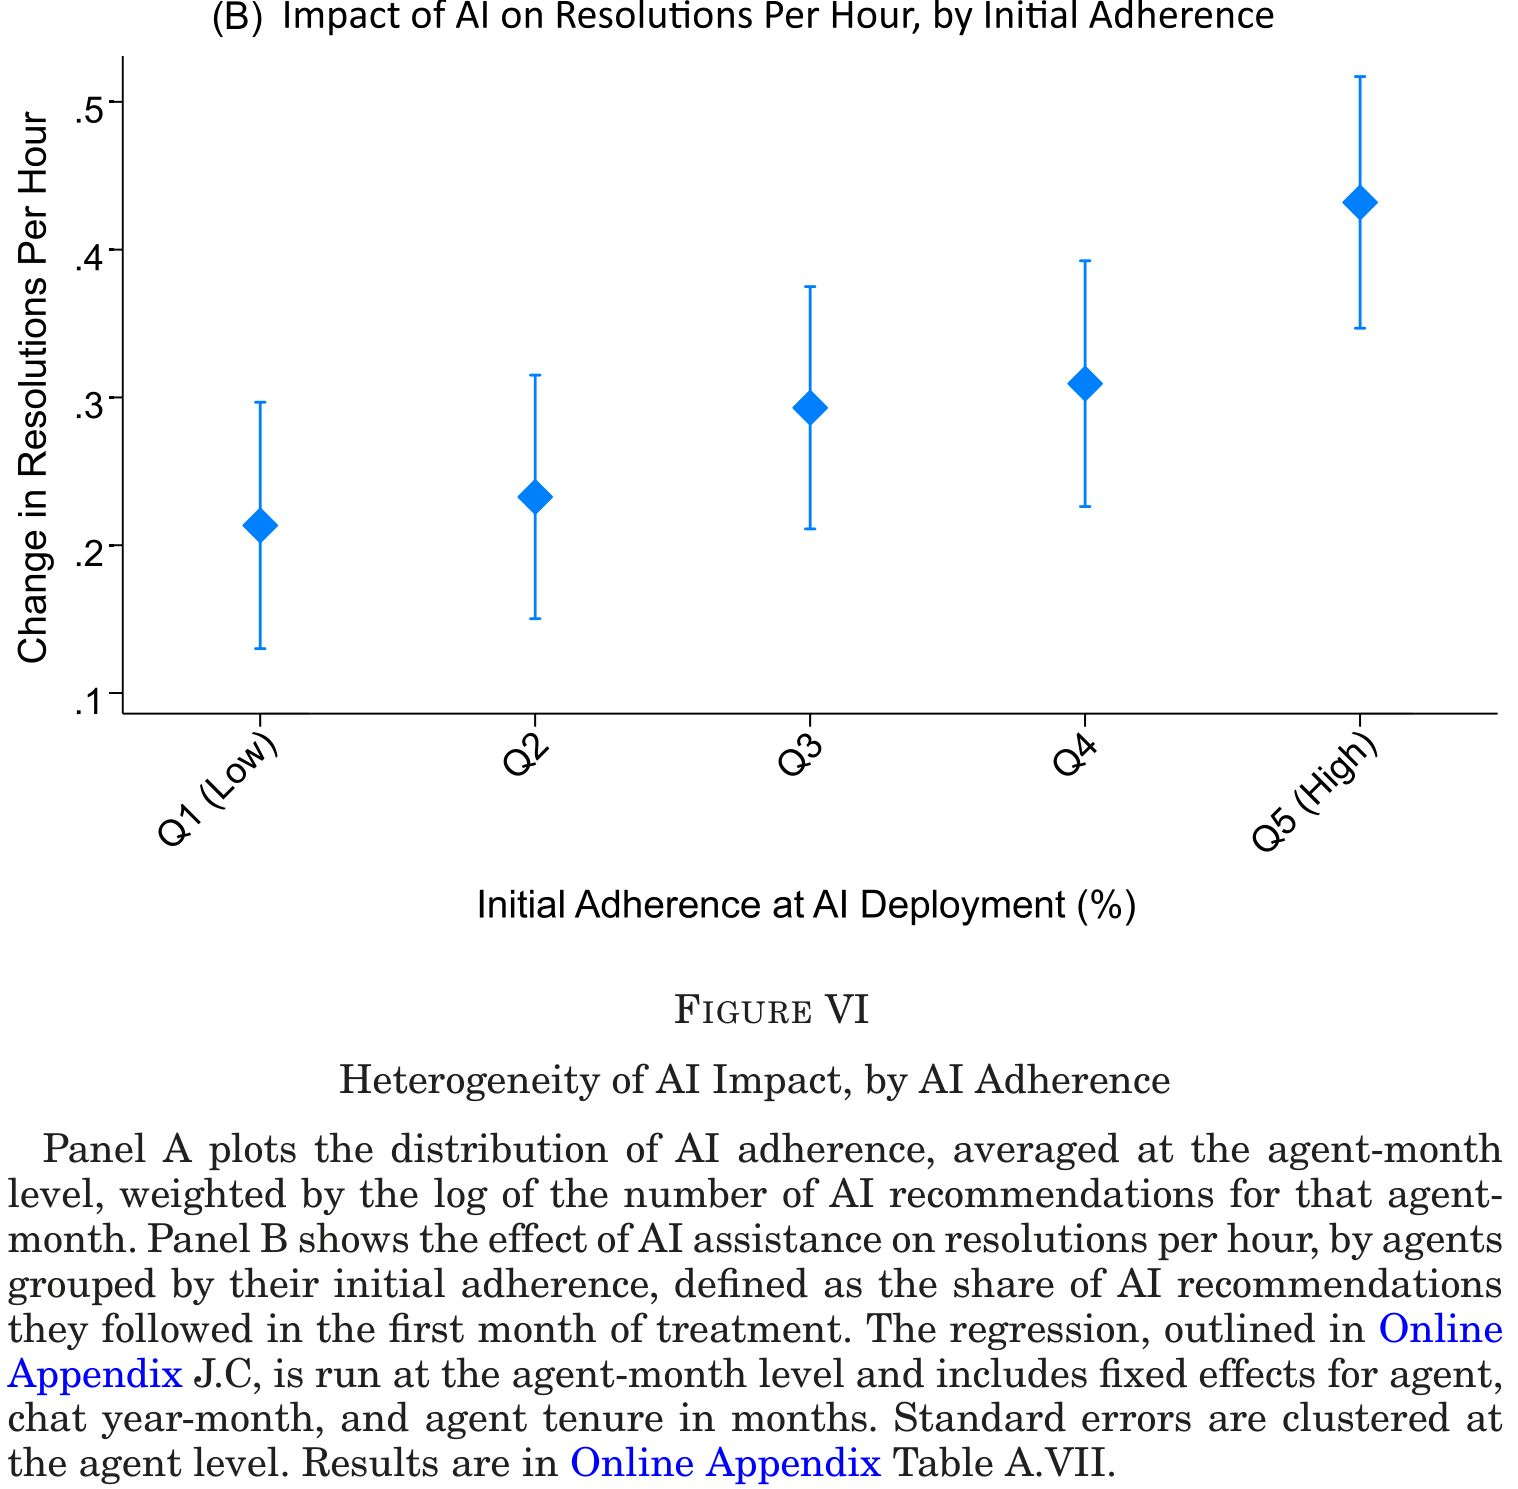 (B) Impact of AI on Resolutions Per Hour, by Initial Adherence
Change in Resolutions Per Hour
.5
.4
.3
.2
.1
Q1 (Low)
Q2
Q3
Q4
Q5 (High)
Initial Adherence at AI Deployment (%)
FIGURE VI
Heterogeneity of AI Impact, by AI Adherence
Panel A plots the distribution of AI adherence, averaged at the agent-month
level, weighted by the log of the number of AI recommendations for that agent-
month. Panel B shows the effect of AI assistance on resolutions per hour, by agents
grouped by their initial adherence, defined as the share of AI recommendations
they followed in the first month of treatment. The regression, outlined in Online
Appendix J.C, is run at the agent-month level and includes fixed effects for agent,
chat year-month, and agent tenure in months. Standard errors are clustered at
the agent level. Results are in Online Appendix Table A.VII.